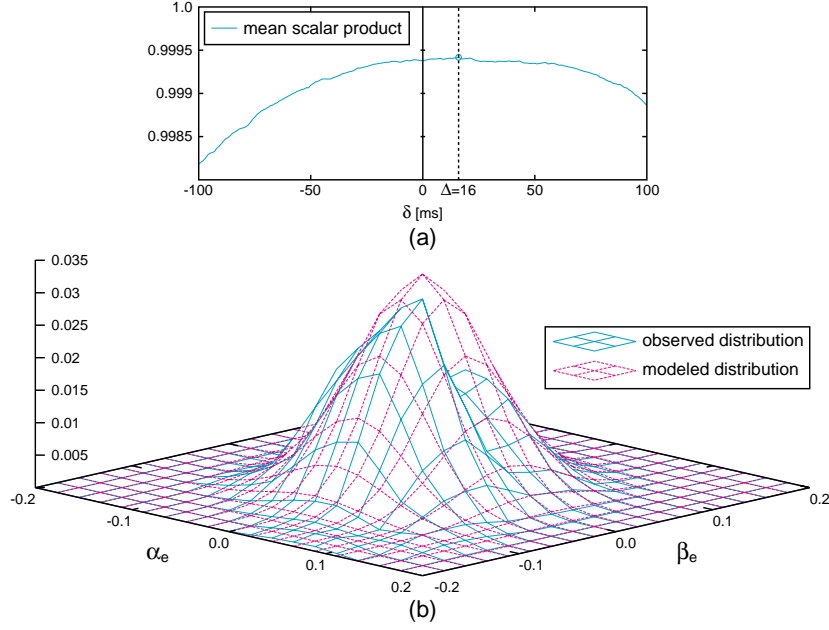 1.0
0.9995
0.999
0.9985
mean scalar product
-100 -50 0 Δ=16 50 100
δ [ms]
(a)
0.035
0.03
0.025
0.02
0.015
0.01
0.005
observed distribution
modeled distribution
-0.2 -0.1 0.0 0.1 0.2
αe
-0.2 -0.1 0.0 0.1 0.2
βe
(b)